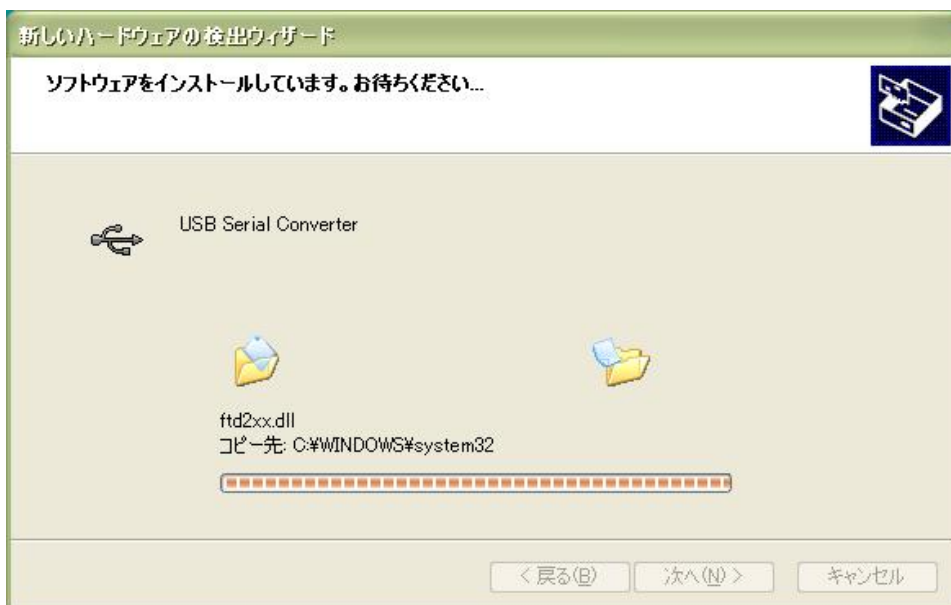 新しいハードウェアの検出ウィザード
ソフトウェアをインストールしています。お待ちください...
USB Serial Converter
ftd2xx.dll
コピー先: C:¥WINDOWS¥system32
< 戻る(B)
次へ(N) >
キャンセル